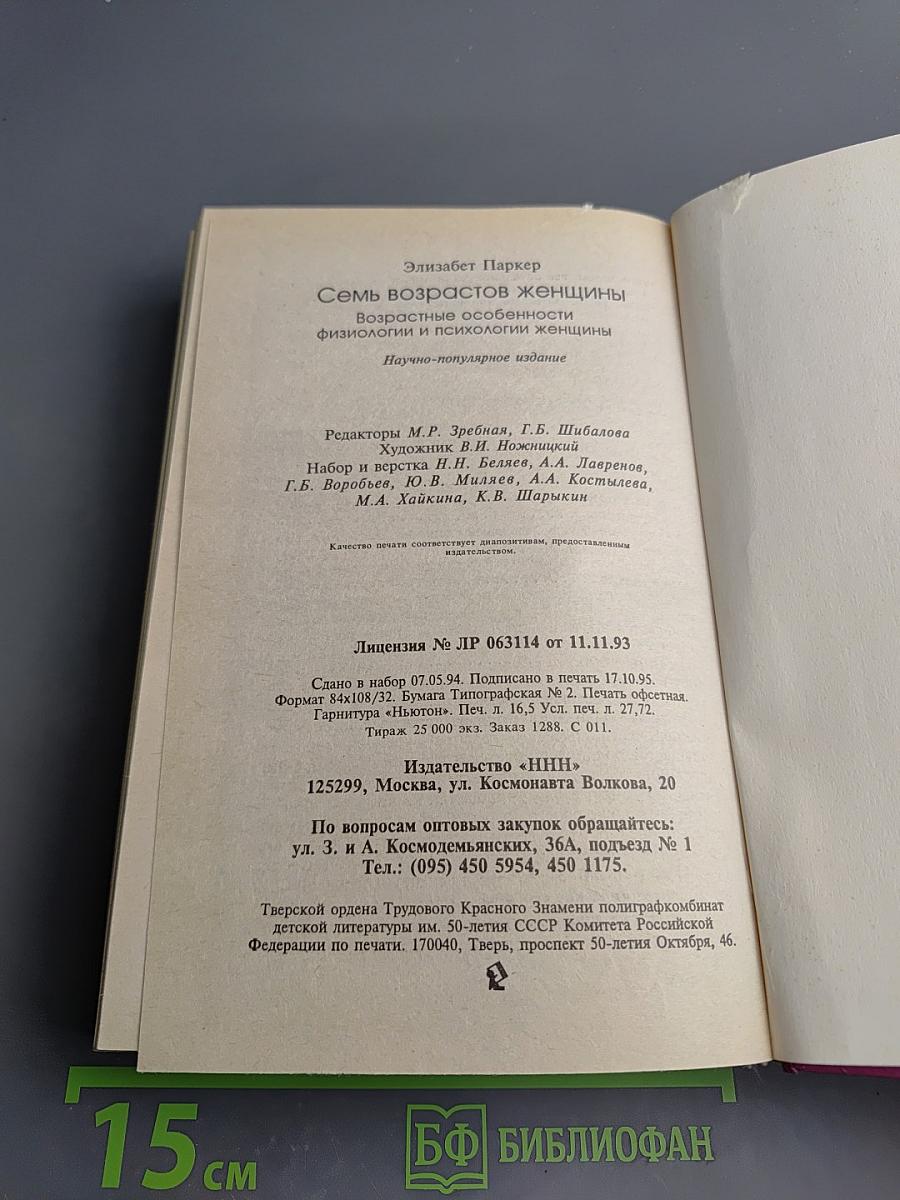 Элизабет Паркер
Семь возрастов женщины
Возрастные особенности
физиологии и психологии женщины
Научно-популярное издание
Редакторы М.Р. Зребная, Г.Б. Шибалова
Художник В.И. Ножницкий
Набор и верстка Н.Н. Беляев, А.А. Лавренов,
Г.Б. Воробьев, Ю.В. Миляев, А.А. Костылева,
М.А. Хайкина, К.В. Шарыкин
Качество печати соответствует диапозитивам, предоставленным
издательством.
Лицензия № ЛР 063114 от 11.11.93
Сдано в набор 07.05.94. Подписано в печать 17.10.95.
Формат 84х108/32. Бумага Типографская № 2. Печать офсетная.
Гарнитура «Ньютон». Печ. л. 16,5 Усл. печ. л. 27,72.
Тираж 25 000 экз. Заказ 1288. С 011.
Издательство «ННН»
125299, Москва, ул. Космонавта Волкова, 20
По вопросам оптовых закупок обращайтесь:
ул. З. и А. Космодемьянских, 36А, подъезд № 1
Тел.: (095) 450 5954, 450 1175.
Тверской ордена Трудового Красного Знамени полиграфкомбинат
детской литературы им. 50-летия СССР Комитета Российской
Федерации по печати. 170040, Тверь, проспект 50-летия Октября, 46.
15 см
БФ БИБЛИОФАН